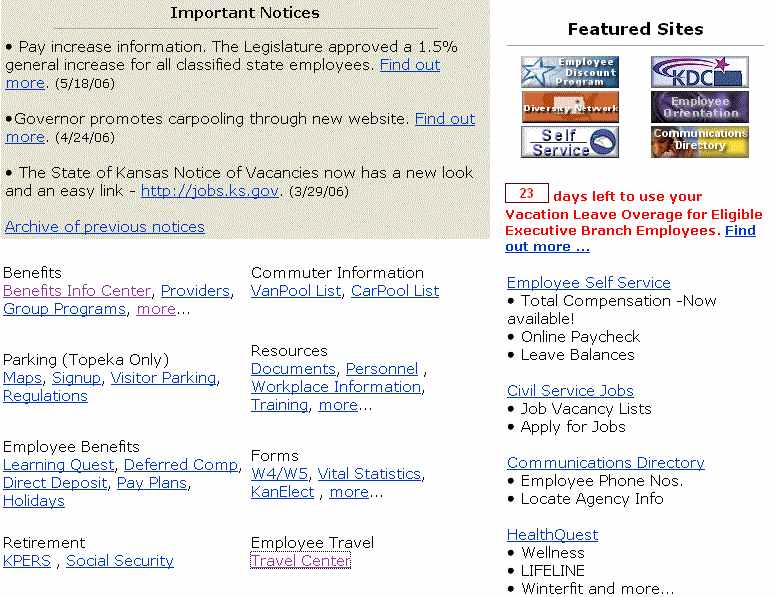 Important Notices
• Pay increase information. The Legislature approved a 1.5%
general increase for all classified state employees. Find out
more. (5/18/06)
•Governor promotes carpooling through new website. Find out
more. (4/24/06)
• The State of Kansas Notice of Vacancies now has a new look
and an easy link - http://jobs.ks.gov. (3/29/06)
Archive of previous notices
Benefits
Benefits Info Center, Providers,
Group Programs, more...
Commuter Information
VanPool List, CarPool List
Parking (Topeka Only)
Maps, Signup, Visitor Parking,
Regulations
Resources
Documents, Personnel ,
Workplace Information,
Training, more...
Employee Benefits
Learning Quest, Deferred Comp,
Direct Deposit, Pay Plans,
Holidays
Forms
W4/W5, Vital Statistics,
KanElect , more...
Retirement
KPERS , Social Security
Employee Travel
Travel Center
Featured Sites
Employee
Discount
Program
KDC
Diversity Network
Employee
Orientation
Self
Service
Communications
Directory
23 days left to use your
Vacation Leave Overage for Eligible
Executive Branch Employees. Find
out more ...
Employee Self Service
• Total Compensation -Now
available!
• Online Paycheck
• Leave Balances
Civil Service Jobs
• Job Vacancy Lists
• Apply for Jobs
Communications Directory
• Employee Phone Nos.
• Locate Agency Info
HealthQuest
• Wellness
• LIFELINE
• Winterfit and more...